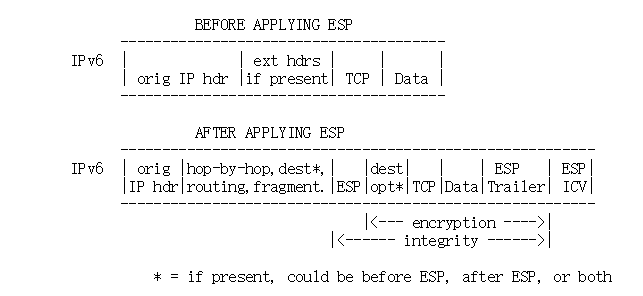 BEFORE APPLYING ESP
---------------------------------------
IPv6 | | ext hdrs | | |
| orig IP hdr |if present| TCP | Data |
---------------------------------------
AFTER APPLYING ESP
---------------------------------------------------------
IPv6 | orig |hop-by-hop,dest*, | |dest| | | ESP | ESP|
|IP hdr|routing,fragment.|ESP|opt*|TCP|Data|Trailer| ICV|
---------------------------------------------------------
|<--- encryption ---->|
|<------ integrity ------>|
* = if present, could be before ESP, after ESP, or both